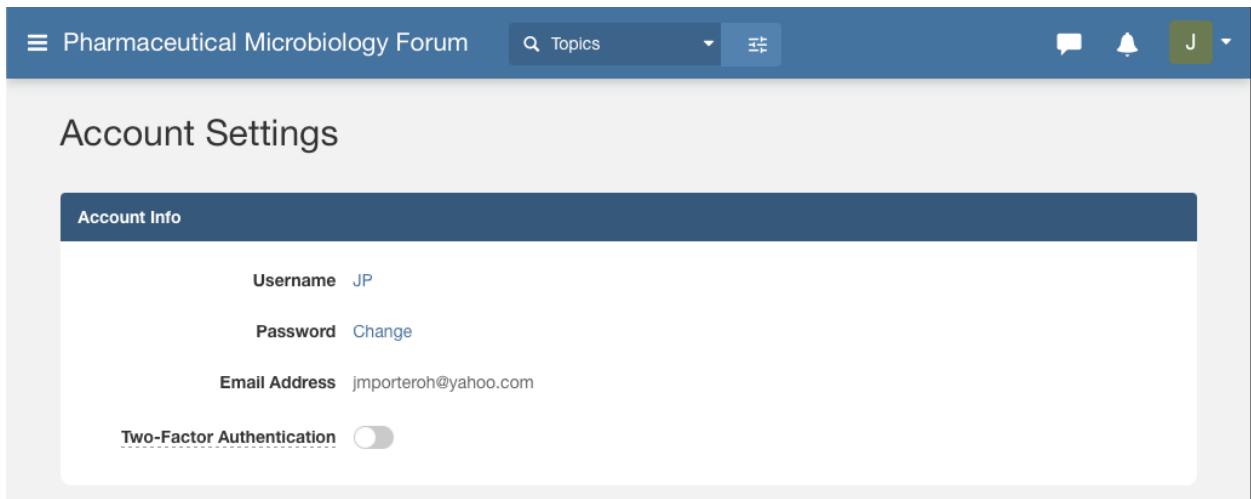 Pharmaceutical Microbiology Forum Topics J
Account Settings
Account Info
Username JP
Password Change
Email Address jmporteroh@yahoo.com
Two-Factor Authentication